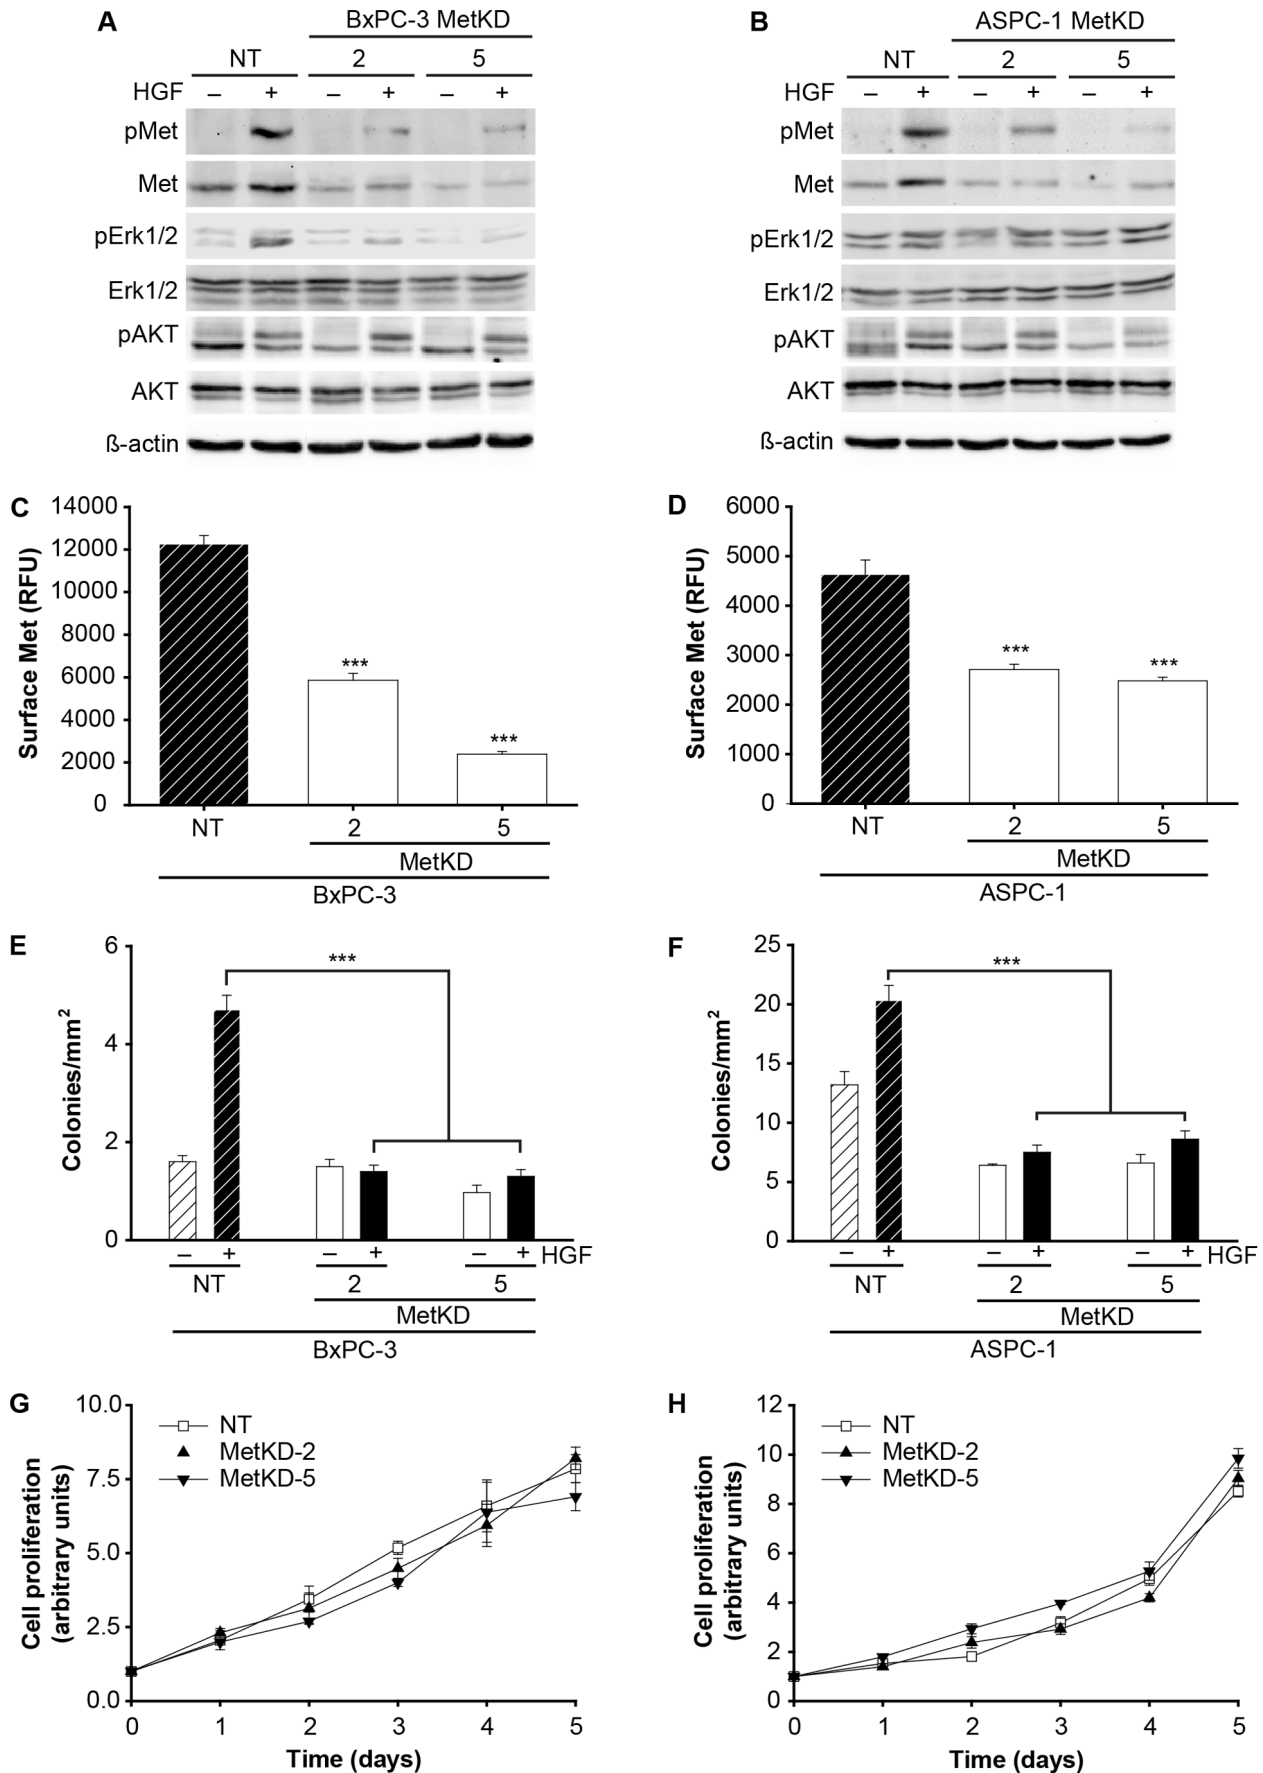 A
BxPC-3 MetKD
NT 2 5
HGF – + – + – +
pMet
Met
pErk1/2
Erk1/2
pAKT
AKT
ß-actin
B
ASPC-1 MetKD
NT 2 5
HGF – + – + – +
pMet
Met
pErk1/2
Erk1/2
pAKT
AKT
ß-actin
C
Surface Met (RFU)
14000
12000
10000
8000
6000
4000
2000
0
***
***
NT 2 5
MetKD
BxPC-3
D
Surface Met (RFU)
6000
5000
4000
3000
2000
1000
0
***
***
NT 2 5
MetKD
ASPC-1
E
Colonies/mm²
6
4
2
0
***
– + – + – + HGF
NT 2 5
MetKD
BxPC-3
F
Colonies/mm²
25
20
15
10
5
0
***
– + – + – + HGF
NT 2 5
MetKD
ASPC-1
G
Cell proliferation
(arbitrary units)
10.0
7.5
5.0
2.5
0.0
NT
MetKD-2
MetKD-5
0 1 2 3 4 5
Time (days)
H
Cell proliferation
(arbitrary units)
12
10
8
6
4
2
0
NT
MetKD-2
MetKD-5
0 1 2 3 4 5
Time (days)